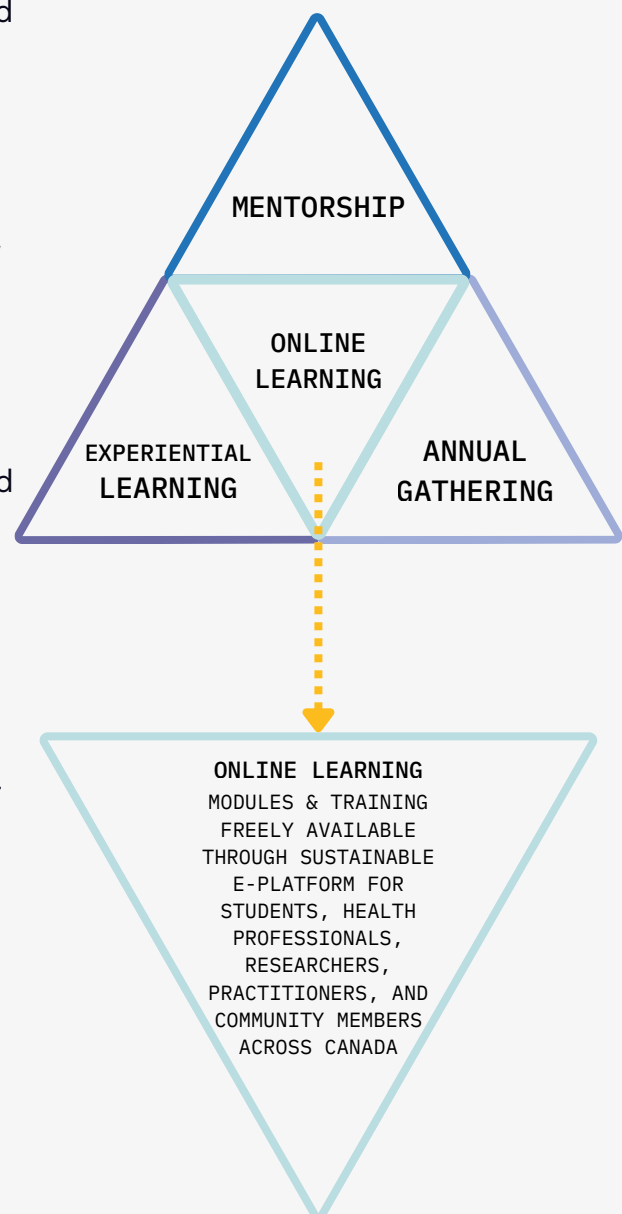 d
MENTORSHIP
ONLINE
LEARNING
EXPERIENTIAL
LEARNING
ANNUAL
GATHERING
d
ONLINE LEARNING
MODULES & TRAINING
FREELY AVAILABLE
THROUGH SUSTAINABLE
E-PLATFORM FOR
STUDENTS, HEALTH
PROFESSIONALS,
RESEARCHERS,
PRACTITIONERS, AND
COMMUNITY MEMBERS
ACROSS CANADA